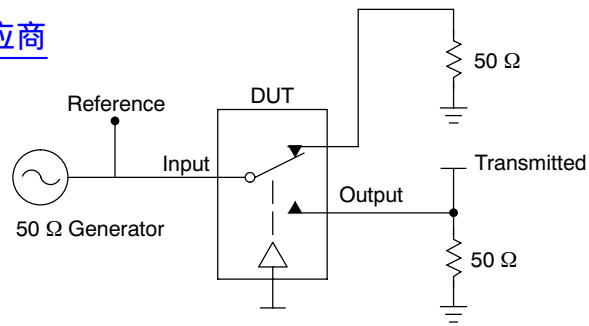 应商
50 Ω
DUT
Reference
Input
Transmitted
Output
50 Ω Generator
50 Ω